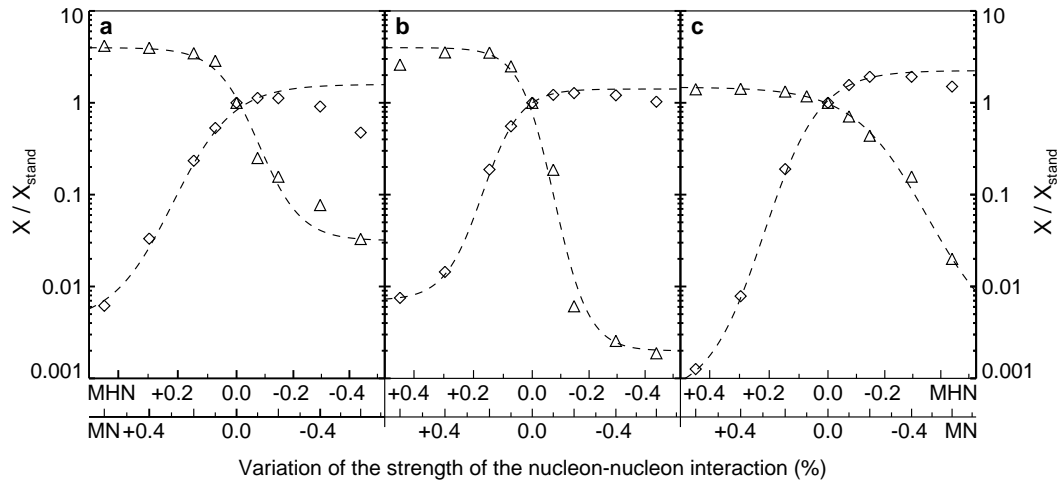 a b c
10 10
1 1
0.1 0.1
0.01 0.01
0.001 0.001
X / X_stand X / X_stand
MHN +0.2 0.0 -0.2 -0.4 +0.4 +0.2 0.0 -0.2 -0.4 +0.4 +0.2 0.0 -0.2 MHN
MN +0.4 0.0 -0.4 +0.4 0.0 -0.4 +0.4 0.0 -0.4 MN
Variation of the strength of the nucleon-nucleon interaction (%)